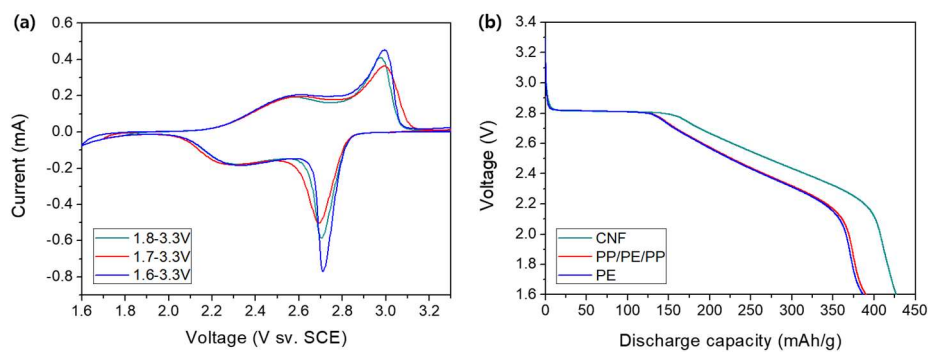 (a)
0.6
0.4
0.2
0.0
-0.2
-0.4
-0.6
-0.8
Current (mA)
1.8-3.3V
1.7-3.3V
1.6-3.3V
1.6 1.8 2.0 2.2 2.4 2.6 2.8 3.0 3.2
Voltage (V sv. SCE)
(b)
3.4
3.2
3.0
2.8
2.6
2.4
2.2
2.0
1.8
1.6
Voltage (V)
CNF
PP/PE/PP
PE
0 50 100 150 200 250 300 350 400 450
Discharge capacity (mAh/g)